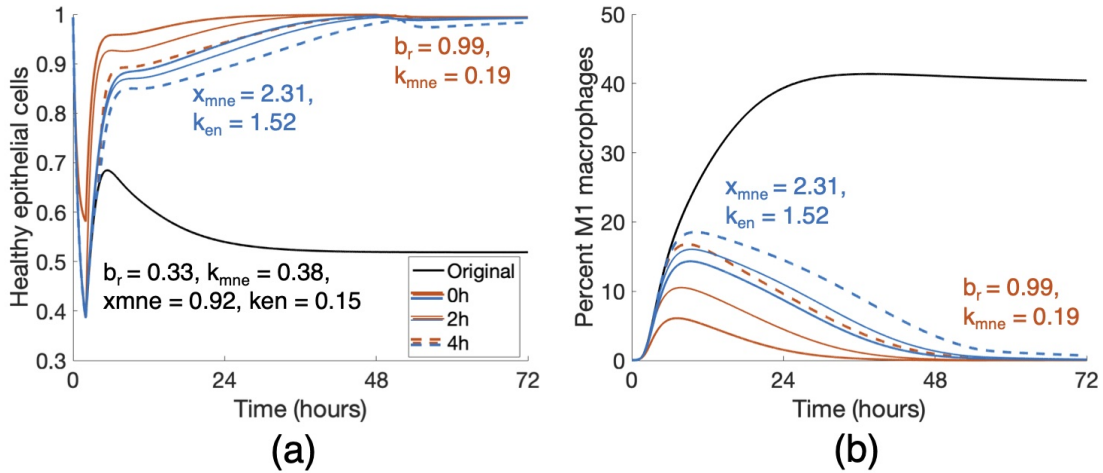 1
0.9
0.8
0.7
0.6
0.5
0.4
0.3
Healthy epithelial cells
b_r = 0.99,
k_mne = 0.19
x_mne = 2.31,
k_en = 1.52
b_r = 0.33, k_mne = 0.38,
xmne = 0.92, ken = 0.15
Original
0h
2h
4h
0
24
48
72
Time (hours)
(a)
50
40
30
20
10
0
Percent M1 macrophages
x_mne = 2.31,
k_en = 1.52
b_r = 0.99,
k_mne = 0.19
0
24
48
72
Time (hours)
(b)